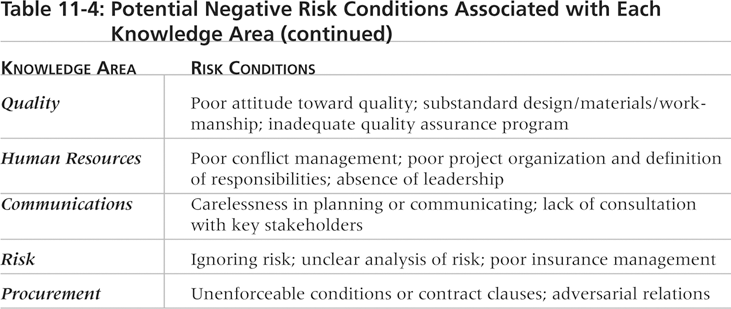 Table 11-4: Potential Negative Risk Conditions Associated with Each
Knowledge Area (continued)
KNOWLEDGE AREA RISK CONDITIONS
Quality Poor attitude toward quality; substandard design/materials/work-
manship; inadequate quality assurance program
Human Resources Poor conflict management; poor project organization and definition
of responsibilities; absence of leadership
Communications Carelessness in planning or communicating; lack of consultation
with key stakeholders
Risk Ignoring risk; unclear analysis of risk; poor insurance management
Procurement Unenforceable conditions or contract clauses; adversarial relations